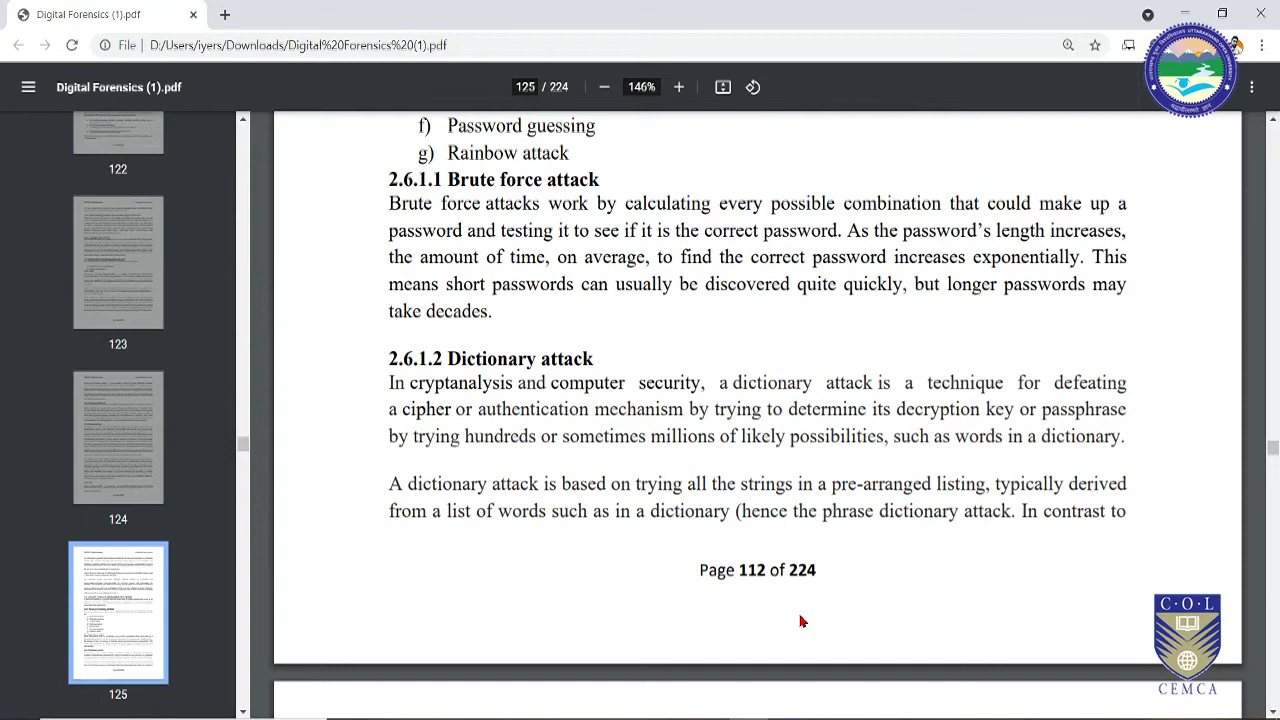 Digital Forensics (1).pdf
File | D:/Users/iyers/Downloads/Digital%20Forensics%20(1).pdf
Digital Forensics (1).pdf
125 / 224
146%
122
123
124
125
f) Password guessing
g) Rainbow attack
2.6.1.1 Brute force attack
Brute force attacks work by calculating every possible combination that could make up a
password and testing it to see if it is the correct password. As the password’s length increases,
the amount of time, on average, to find the correct password increases exponentially. This
means short passwords can usually be discovered quite quickly, but longer passwords may
take decades.
2.6.1.2 Dictionary attack
In cryptanalysis and computer security, a dictionary attack is a technique for defeating
a cipher or authentication mechanism by trying to determine its decryption key or passphrase
by trying hundreds or sometimes millions of likely possibilities, such as words in a dictionary.
A dictionary attack is based on trying all the strings in a pre-arranged listing, typically derived
from a list of words such as in a dictionary (hence the phrase dictionary attack. In contrast to
Page 112 of 224
C·O·L
CEMCA